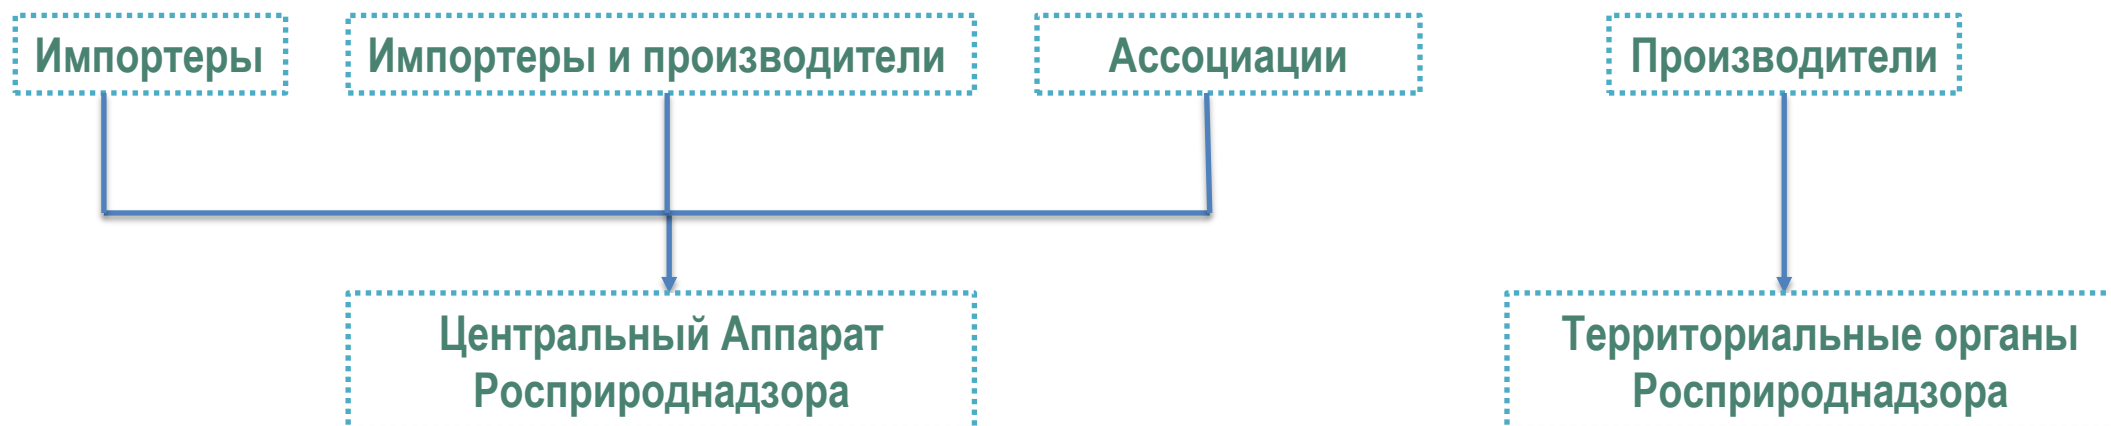 Импортеры
Импортеры и производители
Ассоциации
Производители
Центральный Аппарат
Росприроднадзора
Территориальные органы
Росприроднадзора